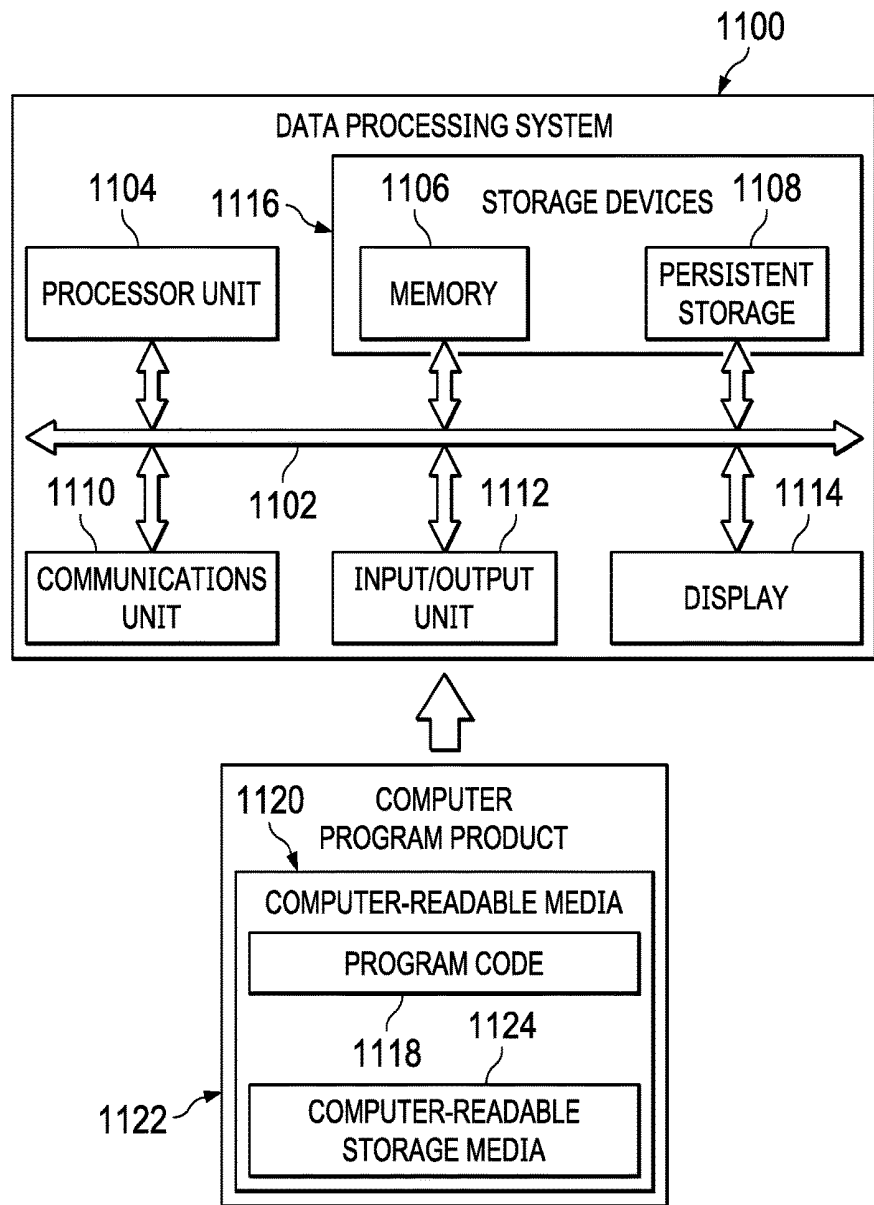 1100
DATA PROCESSING SYSTEM
1104
1116
1106
STORAGE DEVICES
1108
PROCESSOR UNIT
MEMORY
PERSISTENT
STORAGE
1110
1102
1112
1114
COMMUNICATIONS
UNIT
INPUT/OUTPUT
UNIT
DISPLAY
1120
COMPUTER
PROGRAM PRODUCT
COMPUTER-READABLE MEDIA
PROGRAM CODE
1118
1124
1122
COMPUTER-READABLE
STORAGE MEDIA